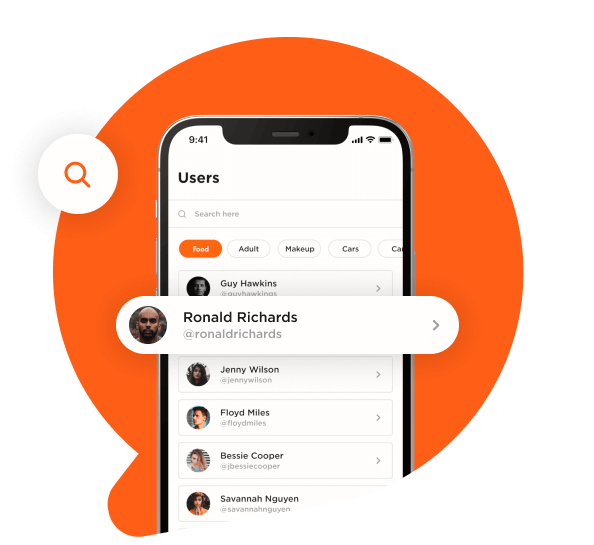 9:41
Users
Search here
Food Adult Makeup Cars
Guy Hawkins
@guyhawkings
Ronald Richards
@ronaldrichards
Jenny Wilson
@jennywilson
Floyd Miles
@floydmiles
Bessie Cooper
@jbessiecooper
Savannah Nguyen
@savannahnguyen